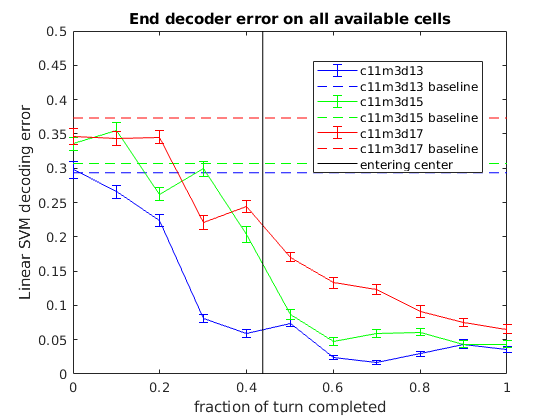 End decoder error on all available cells
0.5
0.45
0.4
0.35
0.3
0.25
0.2
0.15
0.1
0.05
0
Linear SVM decoding error
c11m3d13
c11m3d13 baseline
c11m3d15
c11m3d15 baseline
c11m3d17
c11m3d17 baseline
entering center
0 0.2 0.4 0.6 0.8 1
fraction of turn completed